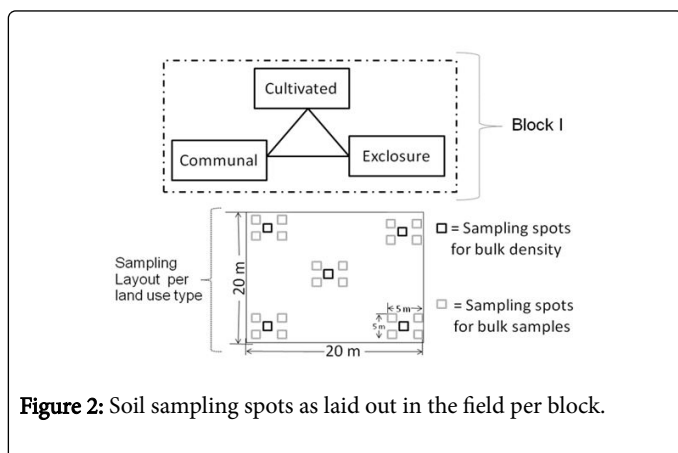 Cultivated
Block I
Communal
Exclosure
Sampling
Layout per
land use type
20 m
= Sampling spots
for bulk density
5 m
5 m
= Sampling spots
for bulk samples
20 m
Figure 2: Soil sampling spots as laid out in the field per block.